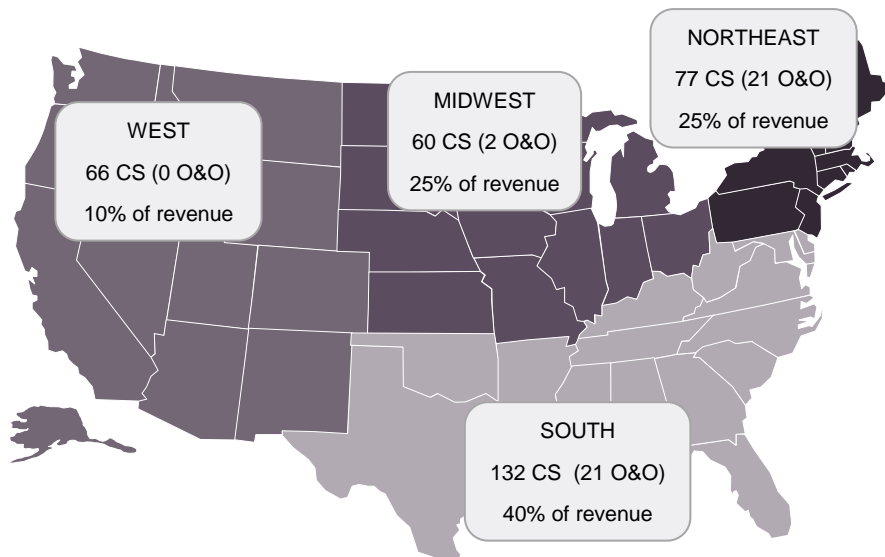 NORTHEAST
77 CS (21 O&O)
25% of revenue
MIDWEST
60 CS (2 O&O)
25% of revenue
WEST
66 CS (0 O&O)
10% of revenue
SOUTH
132 CS (21 O&O)
40% of revenue